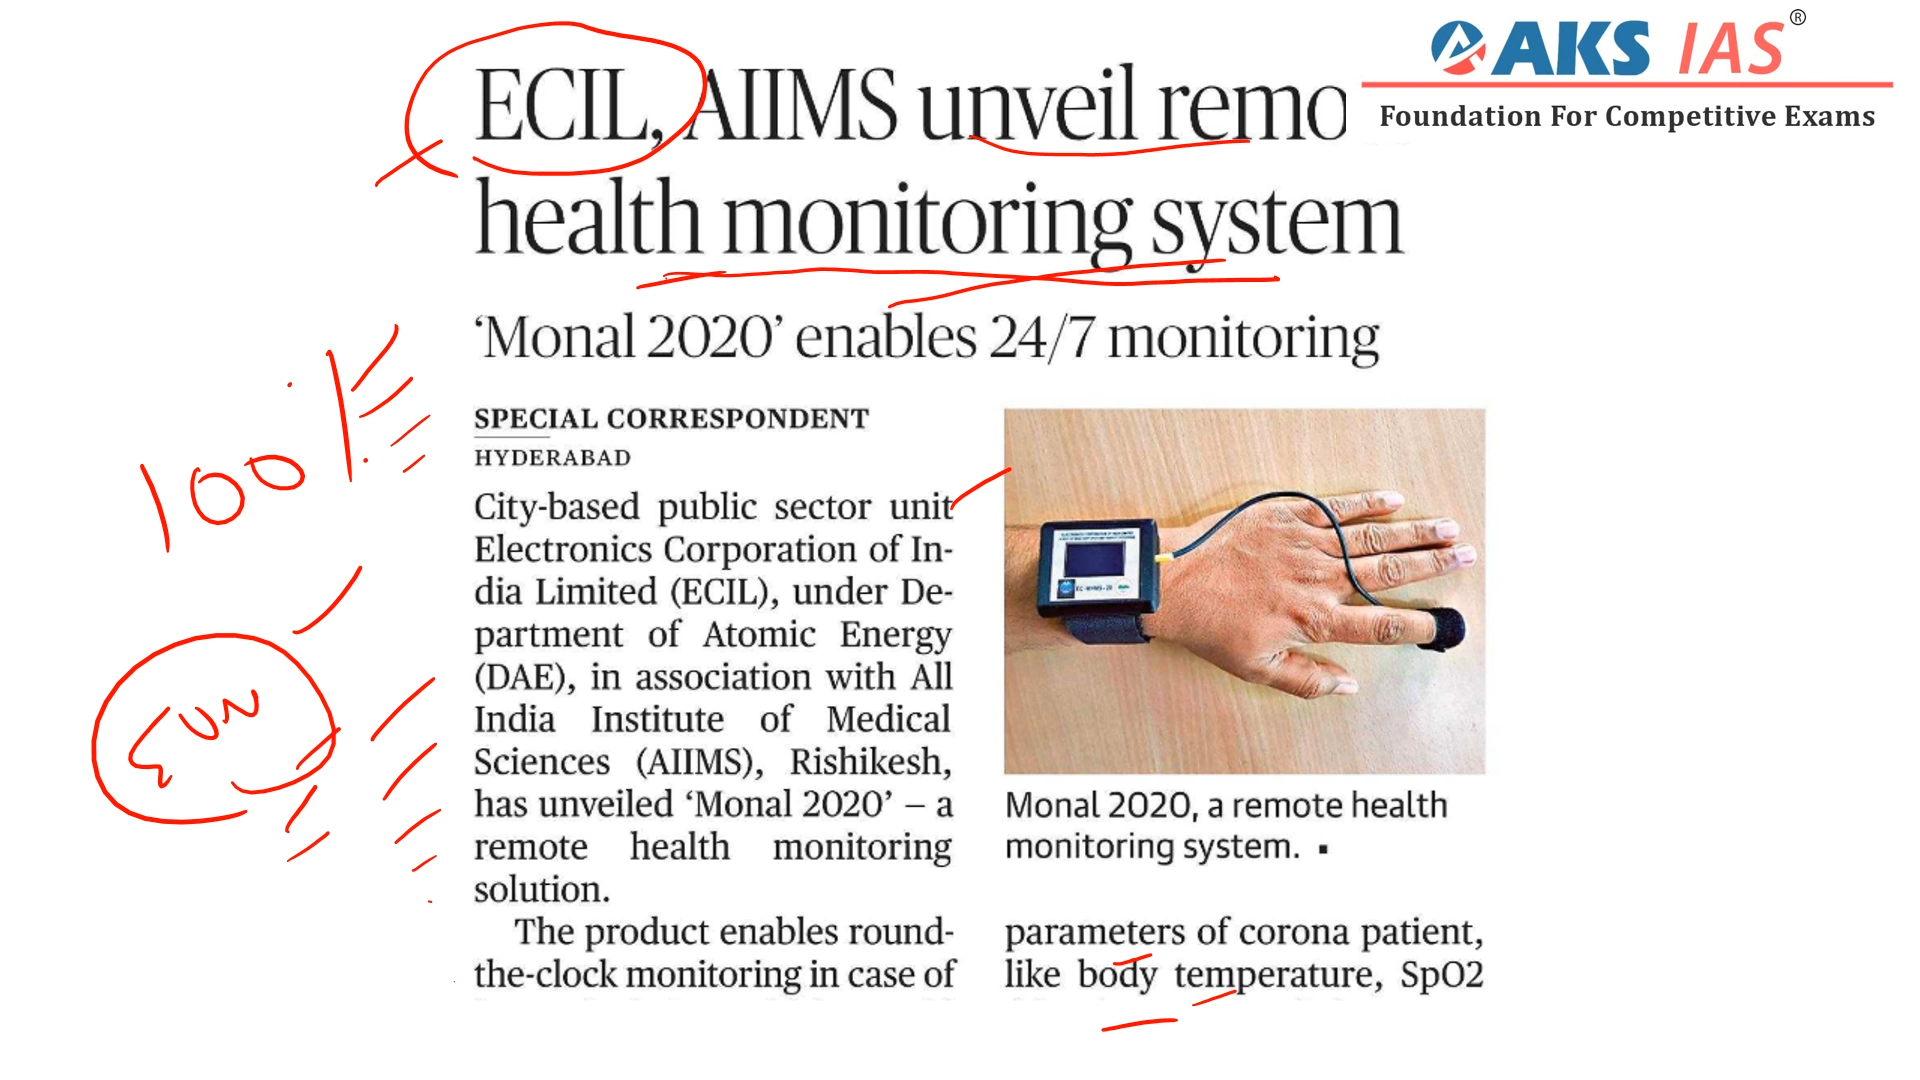 ECIL, AIIMS unveil remo
health monitoring system
‘Monal 2020’ enables 24/7 monitoring
SPECIAL CORRESPONDENT
HYDERABAD
City-based public sector unit
Electronics Corporation of In-
dia Limited (ECIL), under De-
partment of Atomic Energy
(DAE), in association with All
India Institute of Medical
Sciences (AIIMS), Rishikesh,
has unveiled ‘Monal 2020’ – a
remote health monitoring
solution.
The product enables round-
the-clock monitoring in case of
Monal 2020, a remote health
monitoring system. ▪
parameters of corona patient,
like body temperature, SpO2
AKS IAS®
Foundation For Competitive Exams
100%